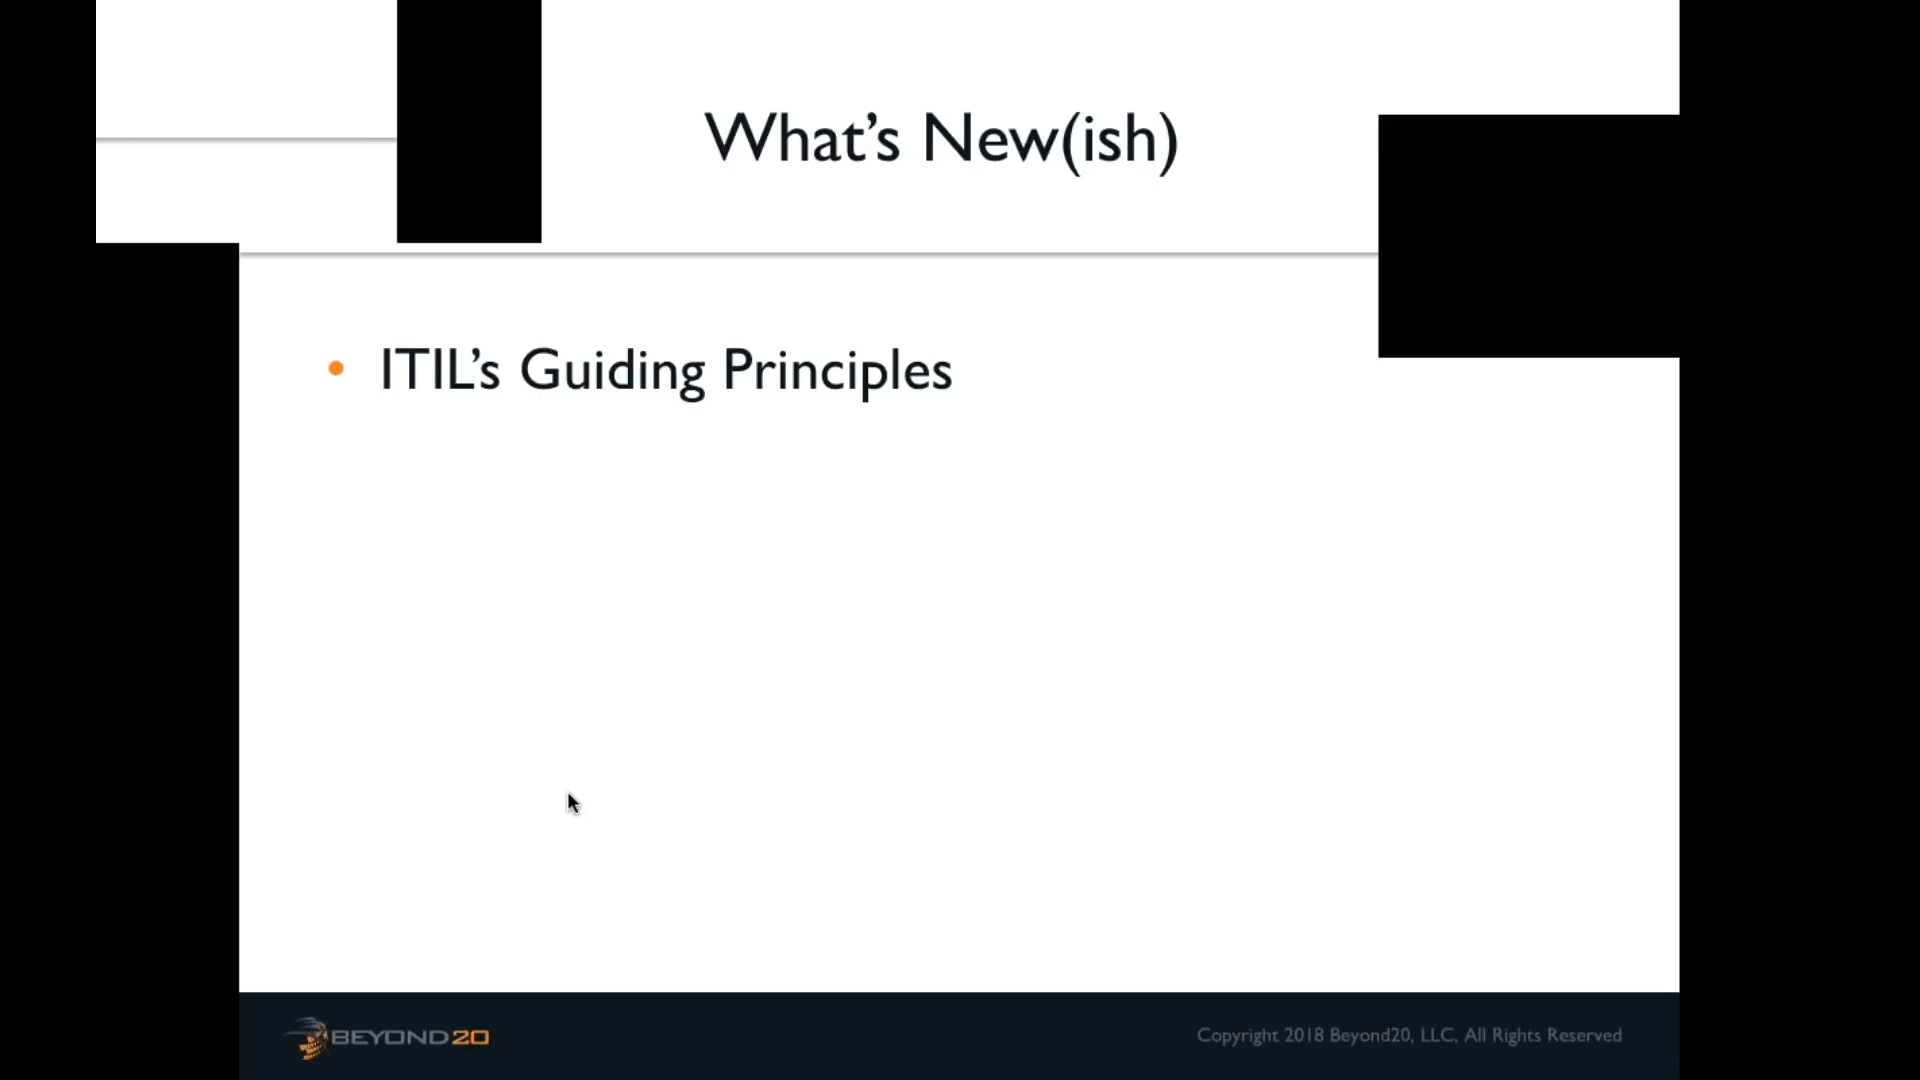 What’s New(ish)
• ITIL’s Guiding Principles
BEYOND20
Copyright 2018 Beyond20, LLC, All Rights Reserved